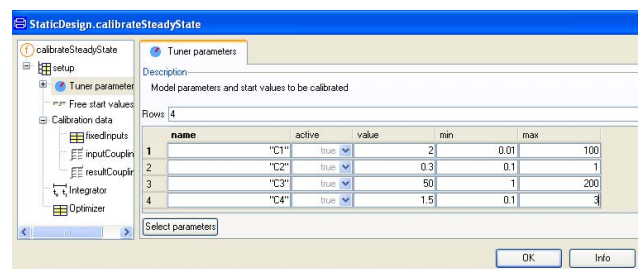 StaticDesign.calibrateSteadyState
calibrateSteadyState
setup
Tuner parameter
Free start values
Calibration data
fixedInputs
inputCouplin
resultCouplin
Integrator
Optimizer
Tuner parameters
Description
Model parameters and start values to be calibrated
Rows 4
name active value min max
1 "C1" true 2 0.01 100
2 "C2" true 0.3 0.1 1
3 "C3" true 50 1 200
4 "C4" true 1.5 0.1 3
Select parameters
OK Info